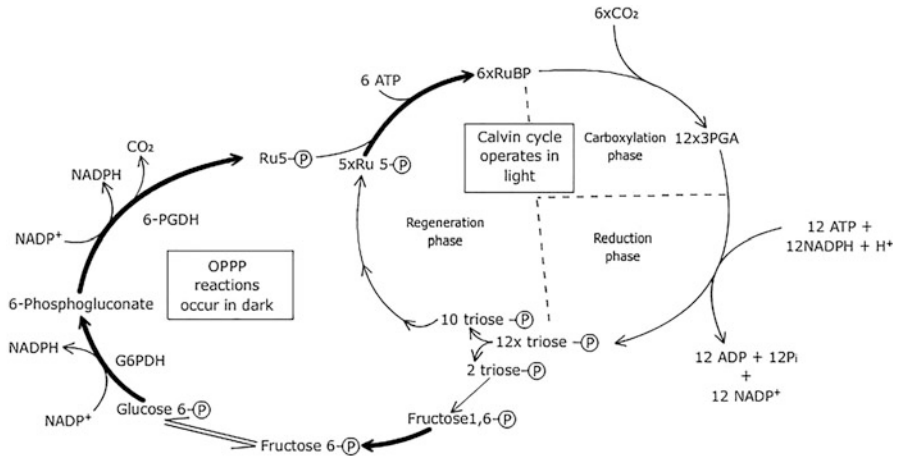 6xCO₂
6 ATP
6xRuBP
CO₂
NADPH
Ru5-Ⓟ
5xRu 5-Ⓟ
Calvin cycle
operates in
light
Carboxylation
phase
12x3PGA
6-PGDH
NADP⁺
Regeneration
phase
Reduction
phase
12 ATP +
12NADPH + H⁺
OPPP
reactions
occur in dark
6-Phosphogluconate
10 triose-Ⓟ
12x triose-Ⓟ
2 triose-Ⓟ
12 ADP + 12Pi
+
12 NADP⁺
NADPH
G6PDH
NADP⁺
Glucose 6-Ⓟ
Fructose1,6-Ⓟ
Fructose 6-Ⓟ